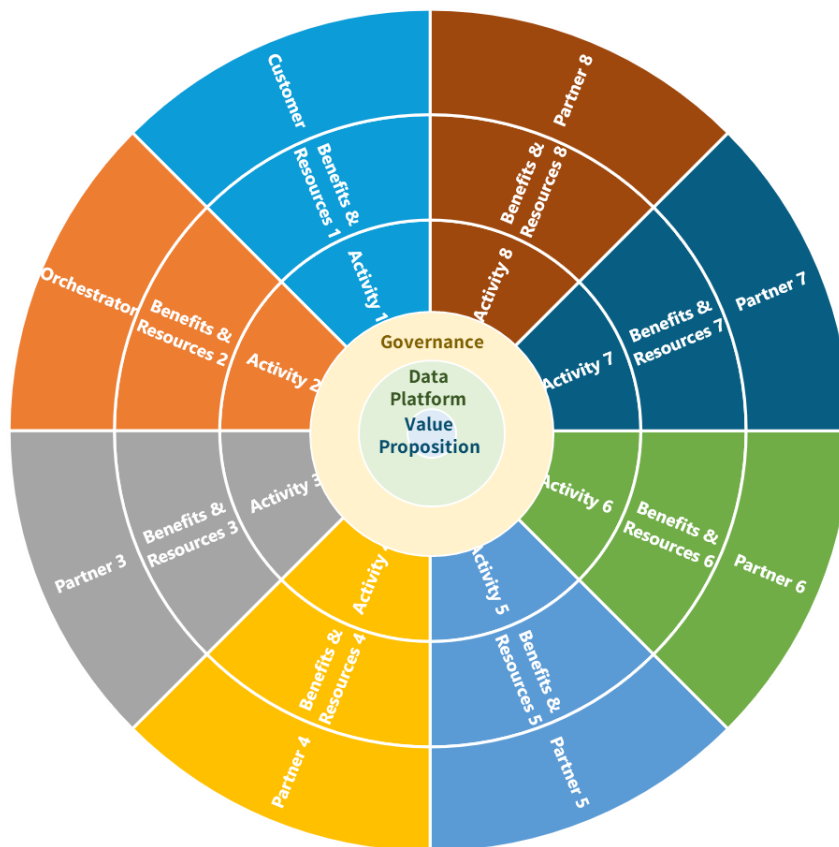 Customer
Benefits &
Resources 1
Activity 1
Partner 8
Benefits &
Resources 8
Activity 8
Partner 7
Benefits &
Resources 7
Activity 7
Partner 6
Benefits &
Resources 6
Activity 6
Partner 5
Benefits &
Resources 5
Activity 5
Partner 4
Benefits &
Resources 4
Activity
Partner 3
Benefits &
Resources 3
Activity 3
Orchestrator
Benefits &
Resources 2
Activity 2
Governance
Data
Platform
Value
Proposition